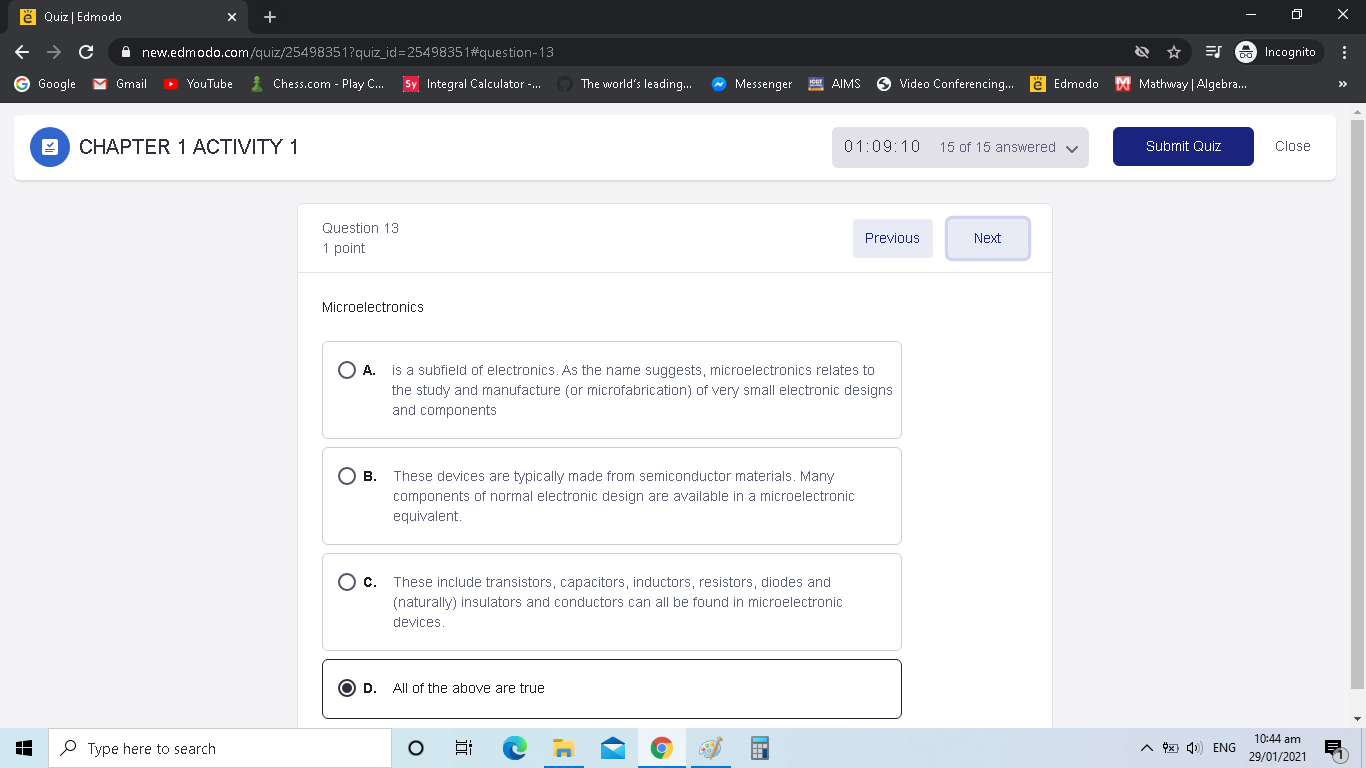 Quiz | Edmodo
new.edmodo.com/quiz/25498351?quiz_id=25498351#question-13
Incognito
Google
Gmail
YouTube
Chess.com - Play C...
Sy
Integral Calculator -...
The world's leading...
Messenger
AIMS
Video Conferencing...
Edmodo
Mathway | Algebra...
»
CHAPTER 1 ACTIVITY 1
01:09:10
15 of 15 answered
Submit Quiz
Close
Question 13
1 point
Previous
Next
Microelectronics
A. is a subfield of electronics. As the name suggests, microelectronics relates to
the study and manufacture (or microfabrication) of very small electronic designs
and components
B. These devices are typically made from semiconductor materials. Many
components of normal electronic design are available in a microelectronic
equivalent.
C. These include transistors, capacitors, inductors, resistors, diodes and
(naturally) insulators and conductors can all be found in microelectronic
devices.
D. All of the above are true
Type here to search
ENG
10:44 am
29/01/2021
1